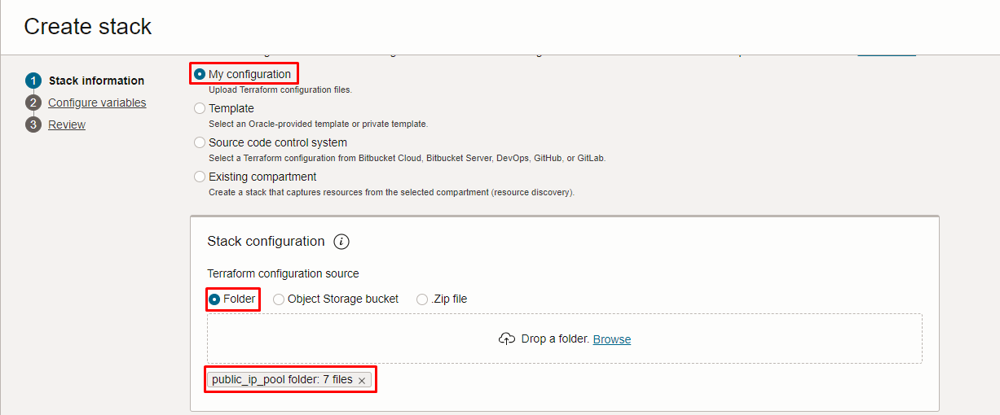 Create stack
1 Stack information
2 Configure variables
3 Review
My configuration
Upload Terraform configuration files.
Template
Select an Oracle-provided template or private template.
Source code control system
Select a Terraform configuration from Bitbucket Cloud, Bitbucket Server, DevOps, GitHub, or GitLab.
Existing compartment
Create a stack that captures resources from the selected compartment (resource discovery).
Stack configuration i
Terraform configuration source
Folder Object Storage bucket .Zip file
Drop a folder. Browse
public_ip_pool folder: 7 files ×